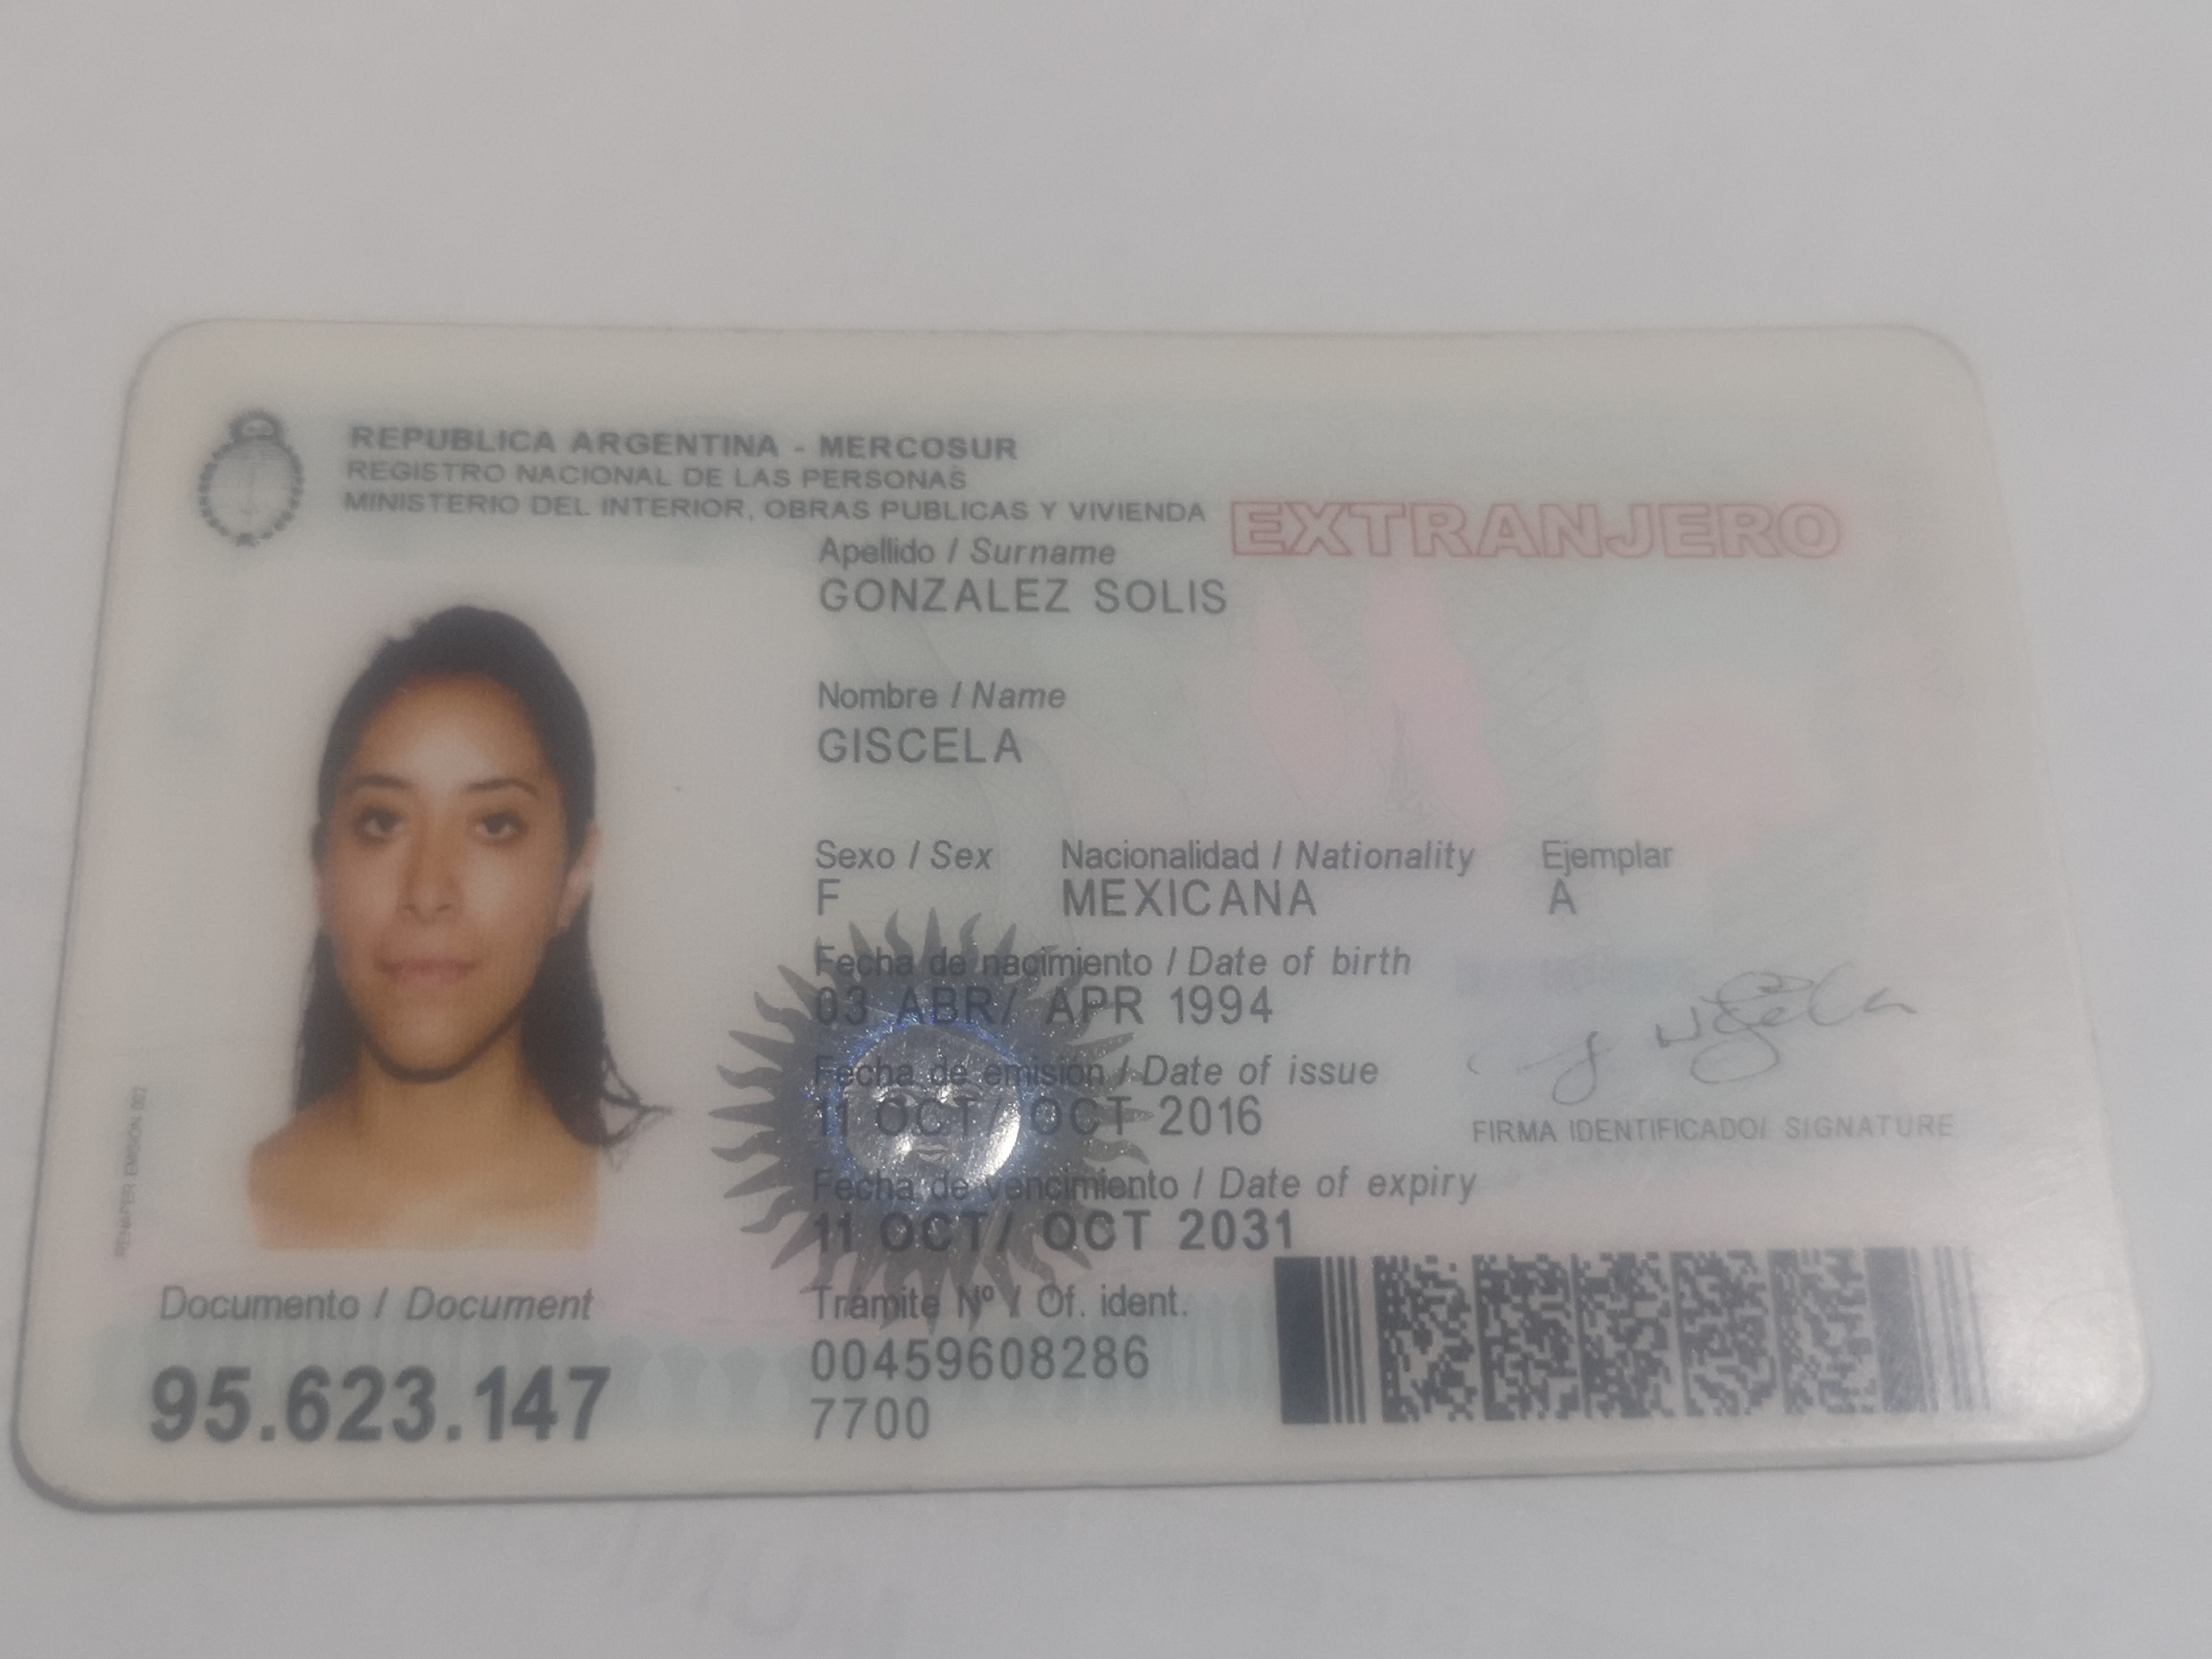 REPUBLICA ARGENTINA - MERCOSUR
REGISTRO NACIONAL DE LAS PERSONAS
MINISTERIO DEL INTERIOR, OBRAS PUBLICAS Y VIVIENDA
EXTRANJERO
Apellido / Surname
GONZALEZ SOLIS
Nombre / Name
GISCELA
Sexo / Sex Nacionalidad / Nationality Ejemplar
F MEXICANA A
Fecha de nacimiento / Date of birth
03 ABR/ APR 1994
Fecha de emisión / Date of issue
11 OCT/ OCT 2016
FIRMA IDENTIFICADO/ SIGNATURE
Fecha de vencimiento / Date of expiry
11 OCT/ OCT 2031
Documento / Document
95.623.147
Tramite Nº / Of. ident.
00459608286
7700